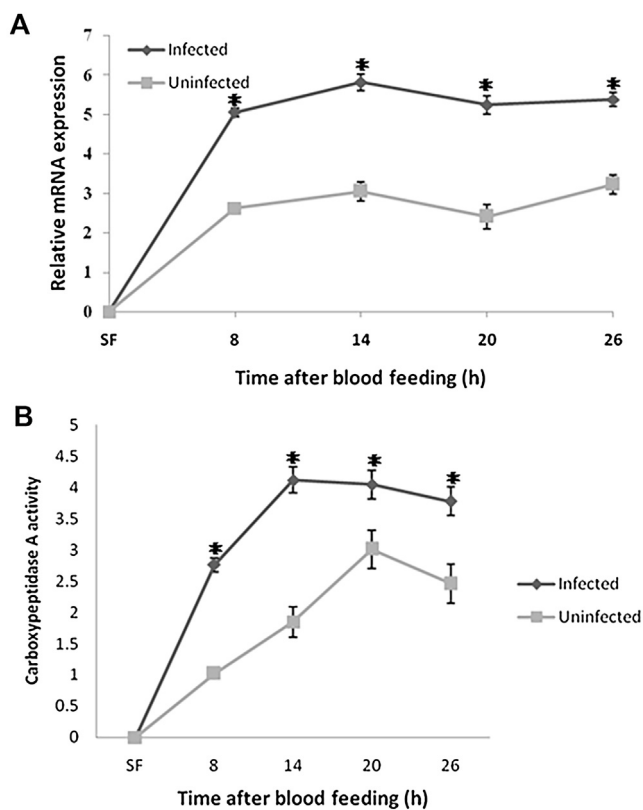 A
7
6
5
4
3
2
1
0
Relative mRNA expression
Infected
Uninfected
*
*
*
*
SF 8 14 20 26
Time after blood feeding (h)
B
5
4.5
4
3.5
3
2.5
2
1.5
1
0.5
0
Carboxypeptidase A activity
*
*
*
*
Infected
Uninfected
SF 8 14 20 26
Time after blood feeding (h)